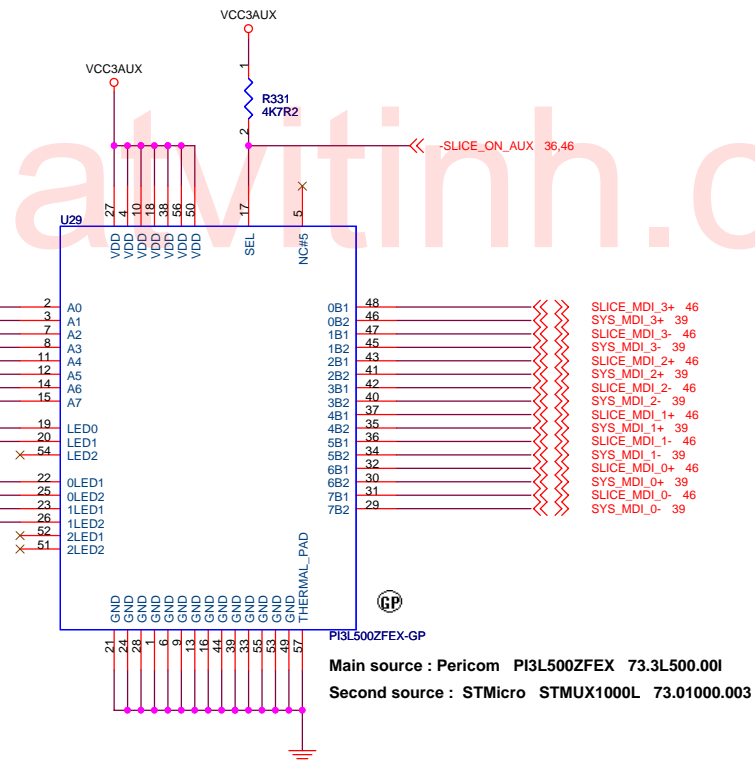 VCC3AUX
VCC3AUX
1
R331
4K7R2
2
-SLICE_ON_AUX 36,46
atvitinh.c
U29
27 4 10 18 38 56 50 17 5
VDD VDD VDD VDD VDD VDD VDD SEL NC#5
2 A0 0B1 48 SLICE_MDI_3+ 46
3 A1 0B2 46 SYS_MDI_3+ 39
7 A2 1B1 47 SLICE_MDI_3- 46
8 A3 1B2 45 SYS_MDI_3- 39
11 A4 2B1 43 SLICE_MDI_2+ 46
12 A5 2B2 41 SYS_MDI_2+ 39
14 A6 3B1 42 SLICE_MDI_2- 46
15 A7 3B2 40 SYS_MDI_2- 39
4B1 37 SLICE_MDI_1+ 46
19 LED0 4B2 35 SYS_MDI_1+ 39
20 LED1 5B1 36 SLICE_MDI_1- 46
54 LED2 5B2 34 SYS_MDI_1- 39
6B1 32 SLICE_MDI_0+ 46
22 0LED1 6B2 30 SYS_MDI_0+ 39
25 0LED2 7B1 31 SLICE_MDI_0- 46
23 1LED1 7B2 29 SYS_MDI_0- 39
26 1LED2
52 2LED1
51 2LED2
GND GND GND GND GND GND GND GND GND GND GND GND GND GND THERMAL_PAD
21 24 28 1 6 9 13 16 44 39 33 55 53 49 57
GP
PI3L500ZFEX-GP
Main source : Pericom PI3L500ZFEX 73.3L500.00I
Second source : STMicro STMUX1000L 73.01000.003